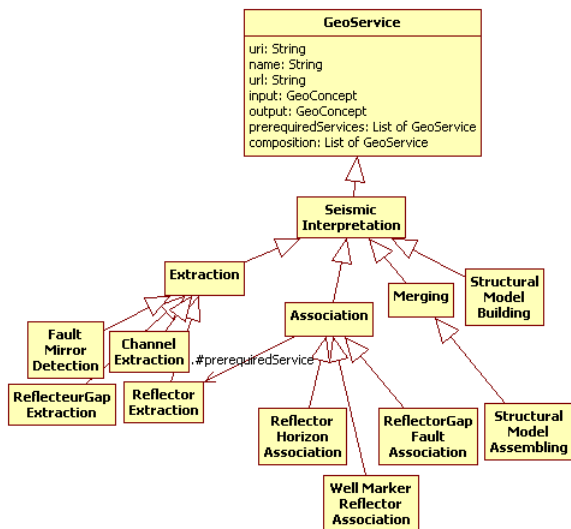 GeoService
uri: String
name: String
url: String
input: GeoConcept
output: GeoConcept
prerequiredServices: List of GeoService
composition: List of GeoService
Seismic
Interpretation
Extraction
Association
Merging
Structural
Model
Building
Fault
Mirror
Detection
Channel
Extraction
.#prerequiredService
ReflecteurGap
Extraction
Reflector
Extraction
Reflector
Horizon
Association
ReflectorGap
Fault
Association
Structural
Model
Assembling
Well Marker
Reflector
Association